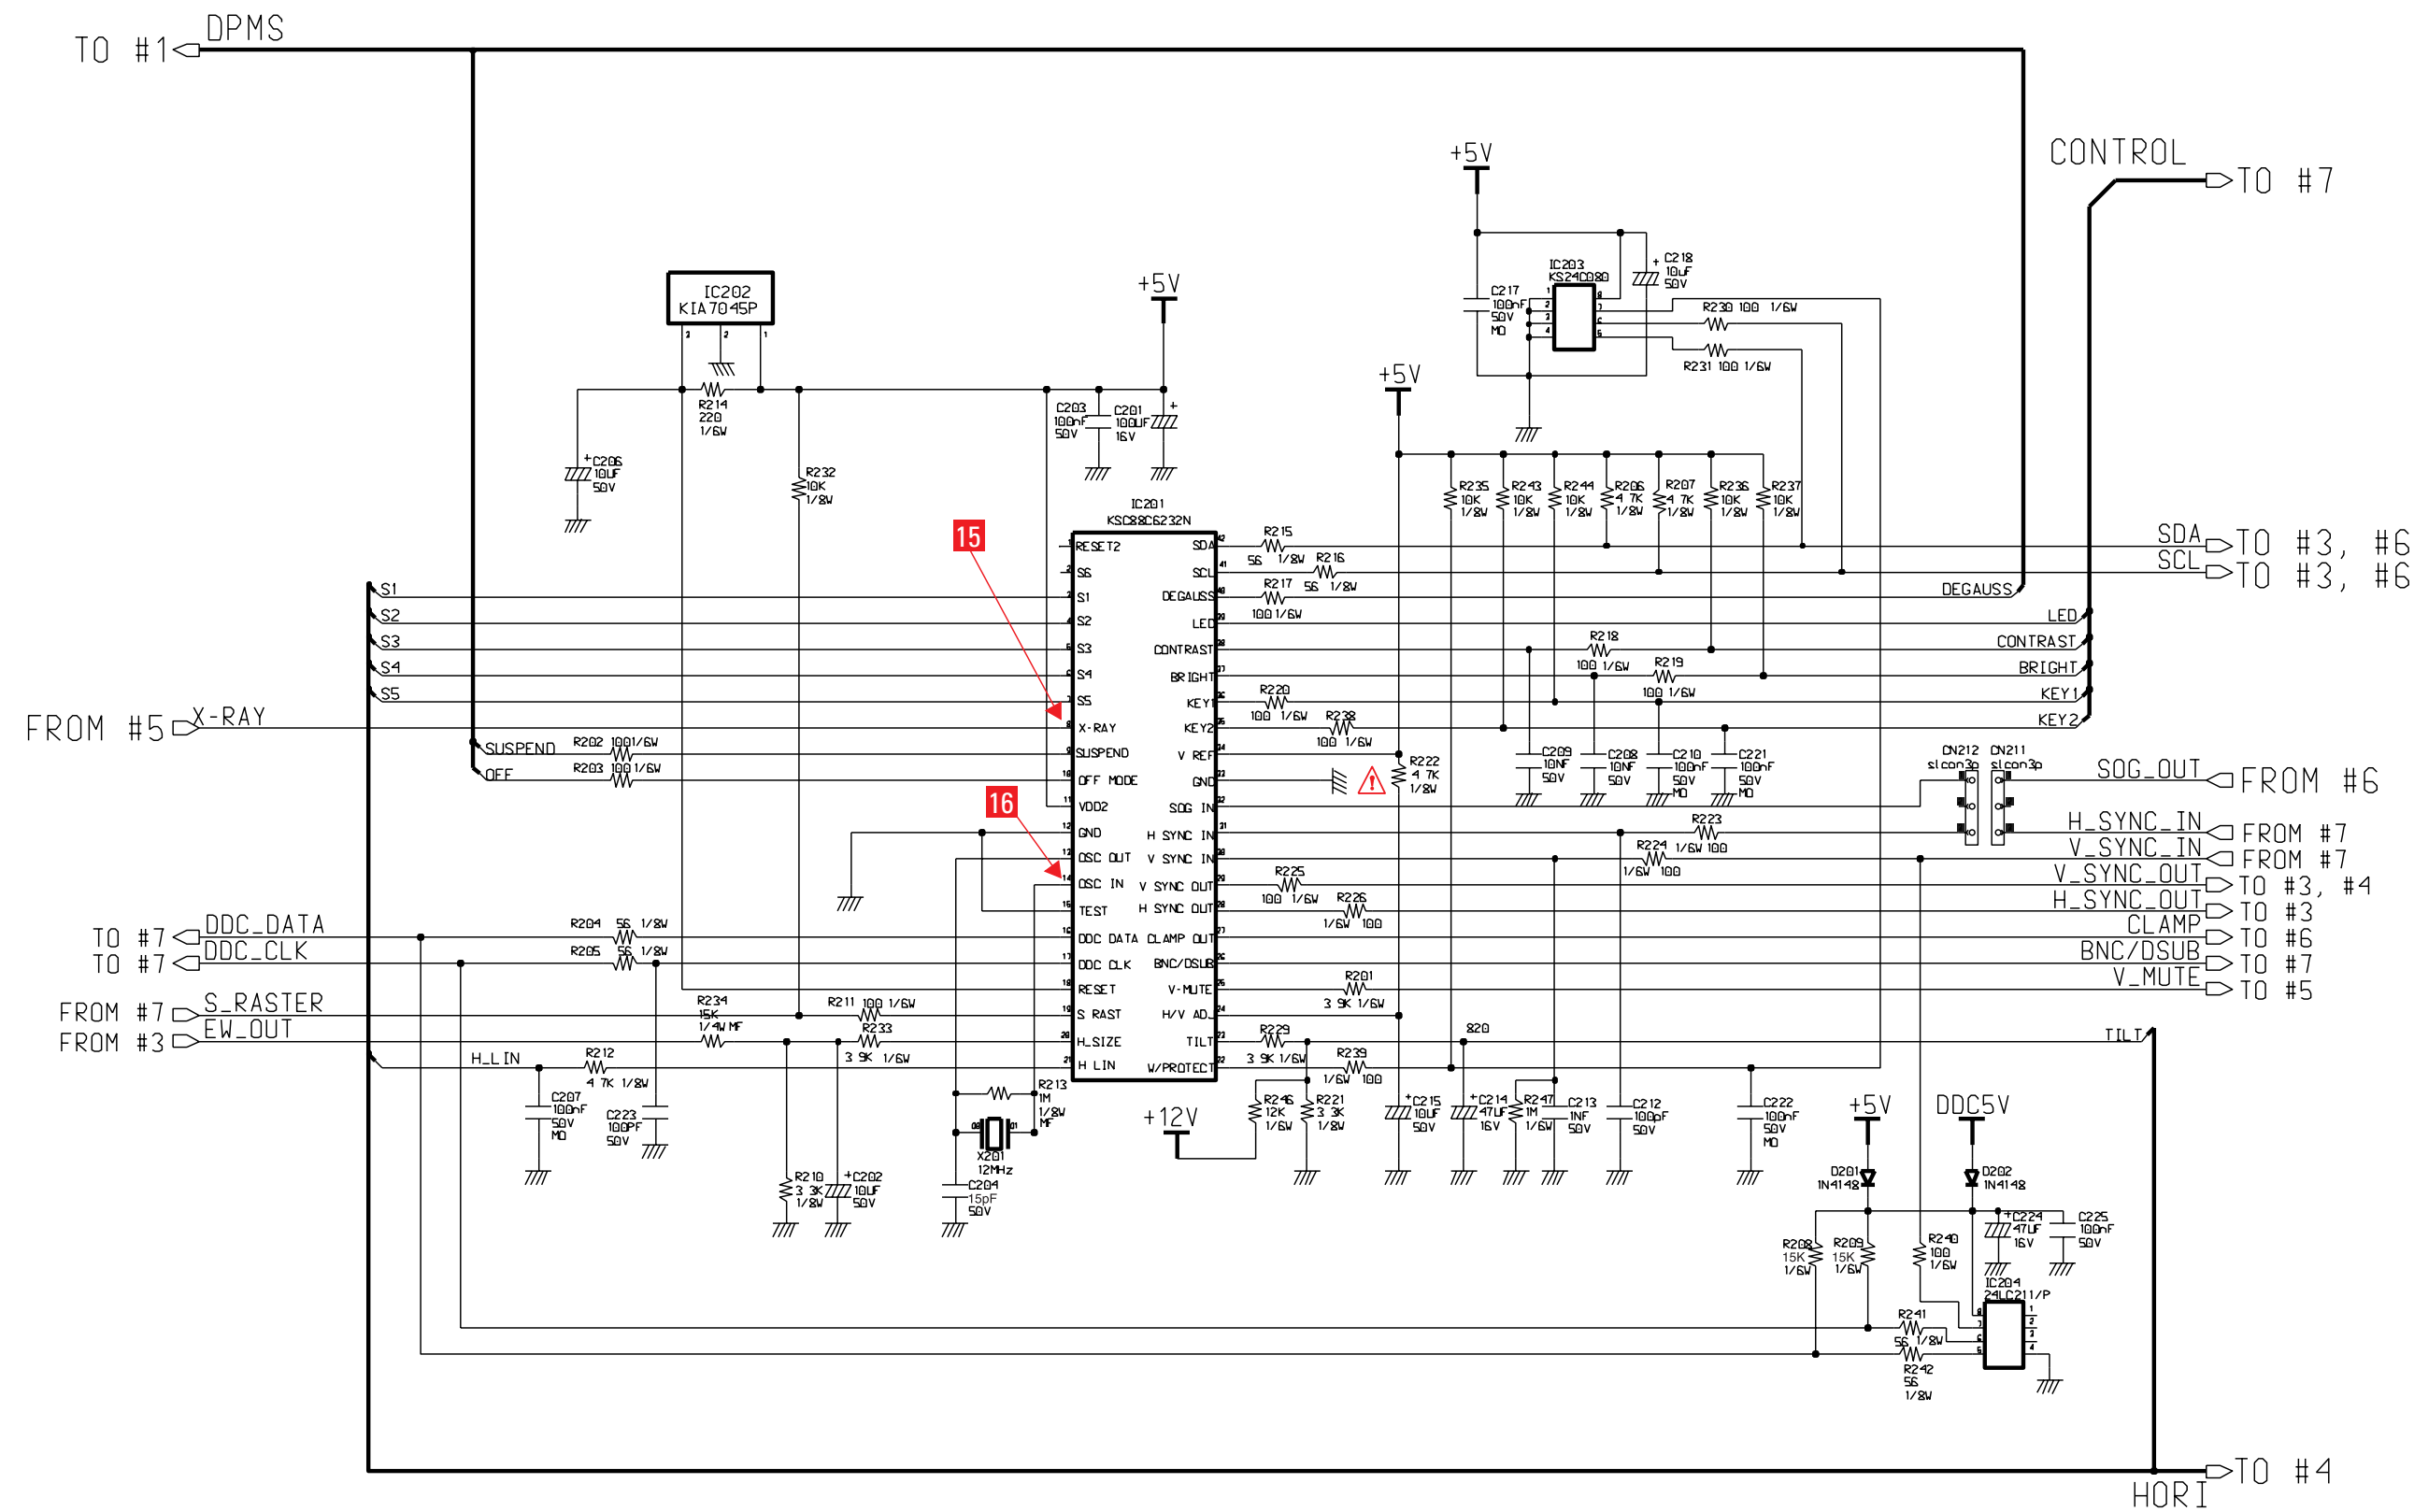 DPMS
TO #1
+5V
CONTROL
TO #7
IC203
KS24C080
C218
10uF
50V
C217
100nF
50V
MO
R230 100 1/6W
R231 100 1/6W
IC202
KIA7045P
3 2 1
+5V
+5V
R214
220
1/6W
C203
100nF
50V
C201
100UF
16V
C206
10UF
50V
R232
10K
1/8W
R235
10K
1/8W
R243
10K
1/8W
R244
10K
1/8W
R206
4 7K
1/8W
R207
4 7K
1/8W
R236
10K
1/8W
R237
10K
1/8W
IC201
KSC88C6232N
15
RESET2
S6
S1
S2
S3
S4
S5
X-RAY
SUSPEND
OFF MODE
VDD2
GND
OSC OUT
OSC IN
TEST
DDC DATA
DDC CLK
RESET
S RAST
H_SIZE
H LIN
SDA
SCL
DEGAUSS
LED
CONTRAST
BRIGHT
KEY1
KEY2
V REF
GND
SOG IN
H SYNC IN
V SYNC IN
V SYNC OUT
H SYNC OUT
CLAMP OUT
BNC/DSUB
V-MUTE
H/V ADJ
TILT
W/PROTECT
R215
56 1/8W
R216
56 1/8W
R217
100 1/6W
SDA
TO #3, #6
SCL
TO #3, #6
DEGAUSS
LED
CONTRAST
BRIGHT
KEY1
KEY2
R218
100 1/6W
R219
100 1/6W
R220
100 1/6W
R238
100 1/6W
S1
S2
S3
S4
S5
FROM #5
X-RAY
SUSPEND
OFF
R202 100 1/6W
R203 100 1/6W
16
R222
4 7K
1/8W
C209
10NF
50V
C208
10NF
50V
C210
100nF
50V
MO
C221
100nF
50V
MO
CN212
slcon3p
CN211
slcon3p
SOG_OUT
FROM #6
H_SYNC_IN
FROM #7
V_SYNC_IN
FROM #7
V_SYNC_OUT
TO #3, #4
H_SYNC_OUT
TO #3
CLAMP
TO #6
BNC/DSUB
TO #7
V_MUTE
TO #5
R223
1/6W 100
R224
1/6W 100
R225
100 1/6W
R226
1/6W 100
R201
3 9K 1/6W
TO #7
DDC_DATA
TO #7
DDC_CLK
R204 56 1/8W
R205 56 1/8W
FROM #7
S_RASTER
FROM #3
EW_OUT
R234
15K
1/4W MF
R211 100 1/6W
R233
3 9K 1/6W
H_LIN
R212
4 7K 1/8W
C207
100nF
50V
MO
C223
100PF
50V
R229
3 9K 1/6W
820
R239
1/6W 100
TILT
R213
1M
1/8W
MF
X201
12MHz
C204
15pF
50V
R210
3 3K
1/8W
C202
10UF
50V
+12V
R246
12K
1/6W
R221
3 3K
1/8W
C215
10UF
50V
C214
47UF
16V
R247
1M
1/6W
C213
1NF
50V
C212
100pF
50V
C222
100nF
50V
MO
+5V
DDC5V
D201
1N4148
D202
1N4148
C224
47UF
16V
C225
100nF
50V
R208
15K
1/6W
R209
15K
1/6W
R240
100
1/6W
IC204
24LC211/P
R241
56 1/8W
R242
56
1/8W
TO #4
HORI